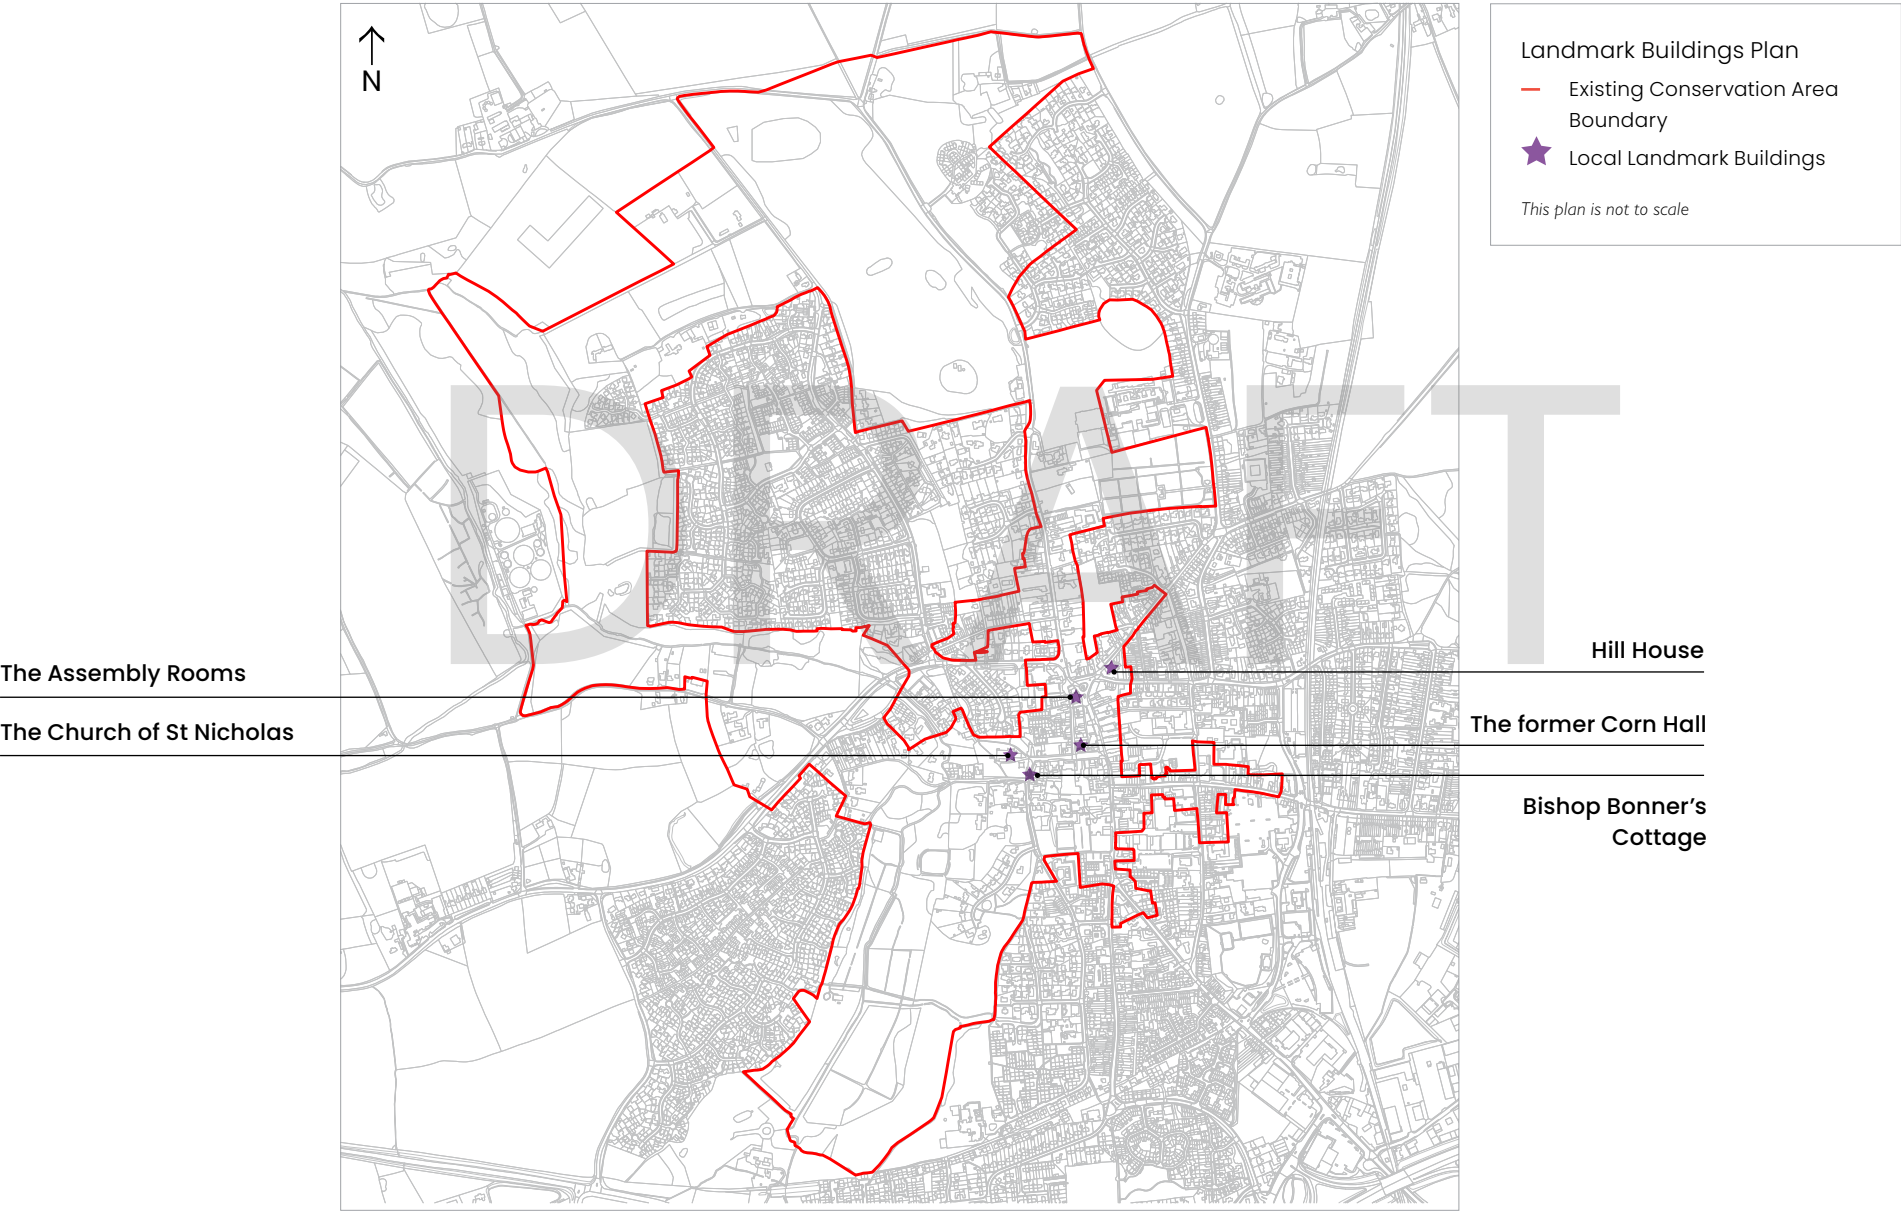 N
Landmark Buildings Plan
Existing Conservation Area
Boundary
Local Landmark Buildings
This plan is not to scale
DRAFT
The Assembly Rooms
The Church of St Nicholas
Hill House
The former Corn Hall
Bishop Bonner’s
Cottage